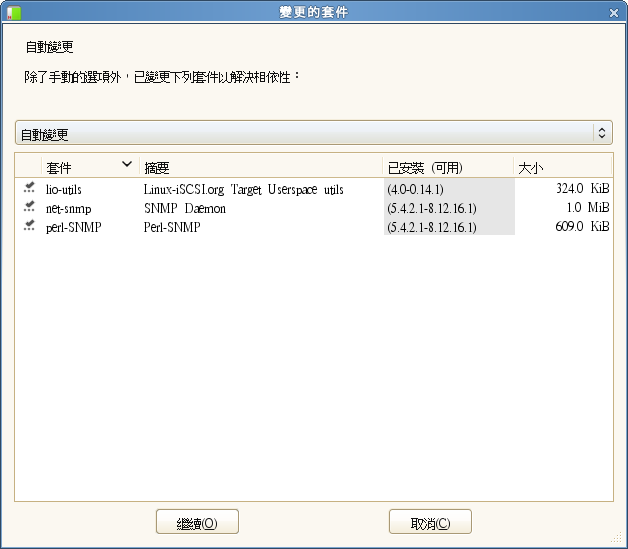 變更的套件
自動變更
除了手動的選項外，已變更下列套件以解決相依性：
自動變更
套件 摘要 已安裝 (可用) 大小
lio-utils Linux-iSCSI.org Target Userspace utils (4.0-0.14.1) 324.0 KiB
net-snmp SNMP Daemon (5.4.2.1-8.12.16.1) 1.0 MiB
perl-SNMP Perl-SNMP (5.4.2.1-8.12.16.1) 609.0 KiB
繼續(O) 取消(C)